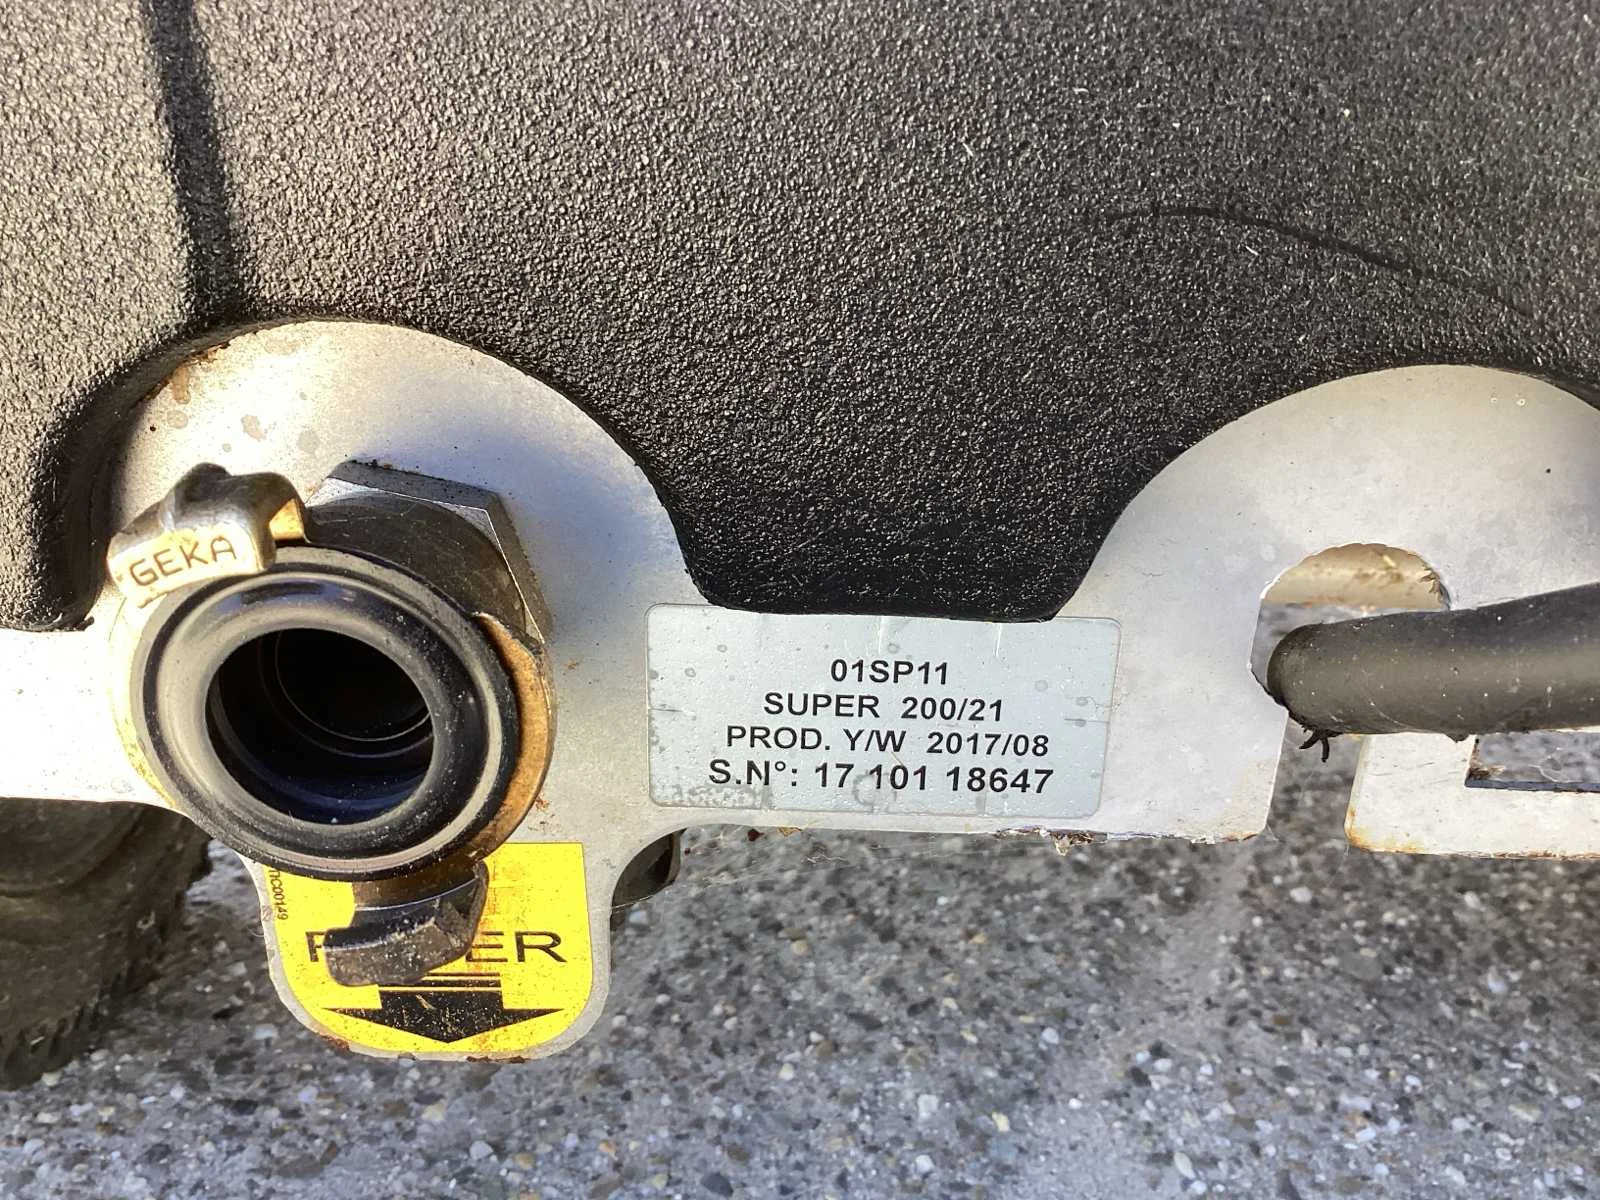 GEKA
01SP11
SUPER 200/21
PROD. Y/W 2017/08
S.N°: 17 101 18647